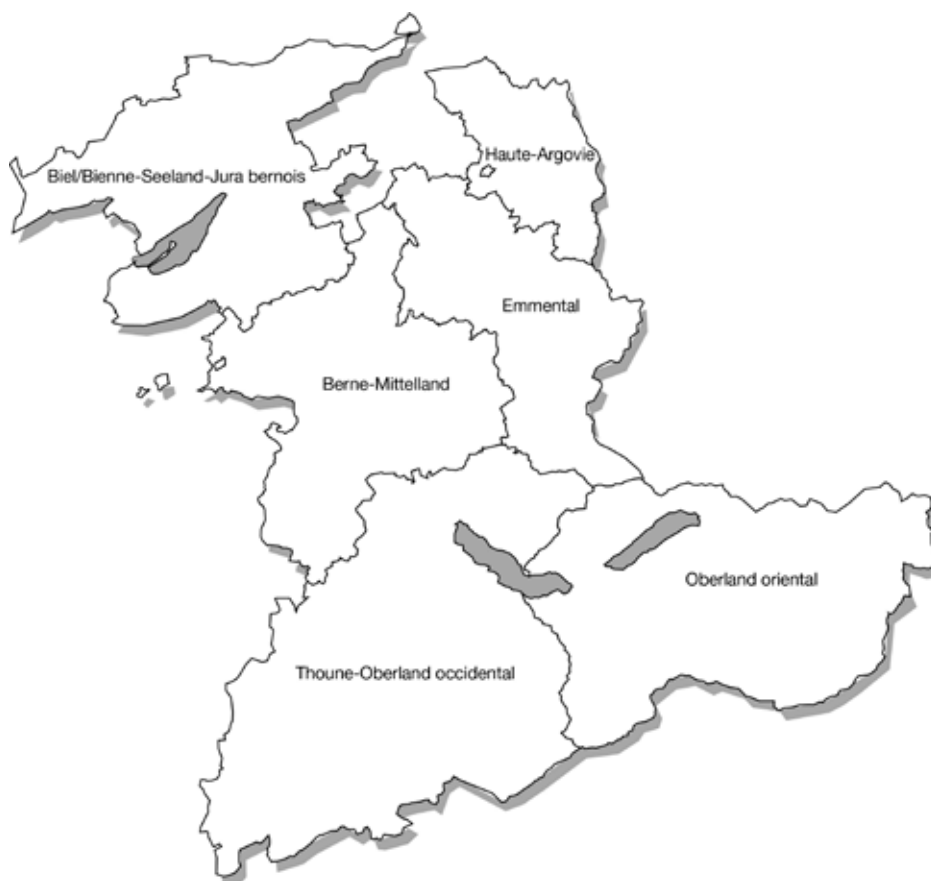 Haute-Argovie
Biel/Bienne-Seeland-Jura bernois
Emmental
Berne-Mittelland
Oberland oriental
Thoune-Oberland occidental